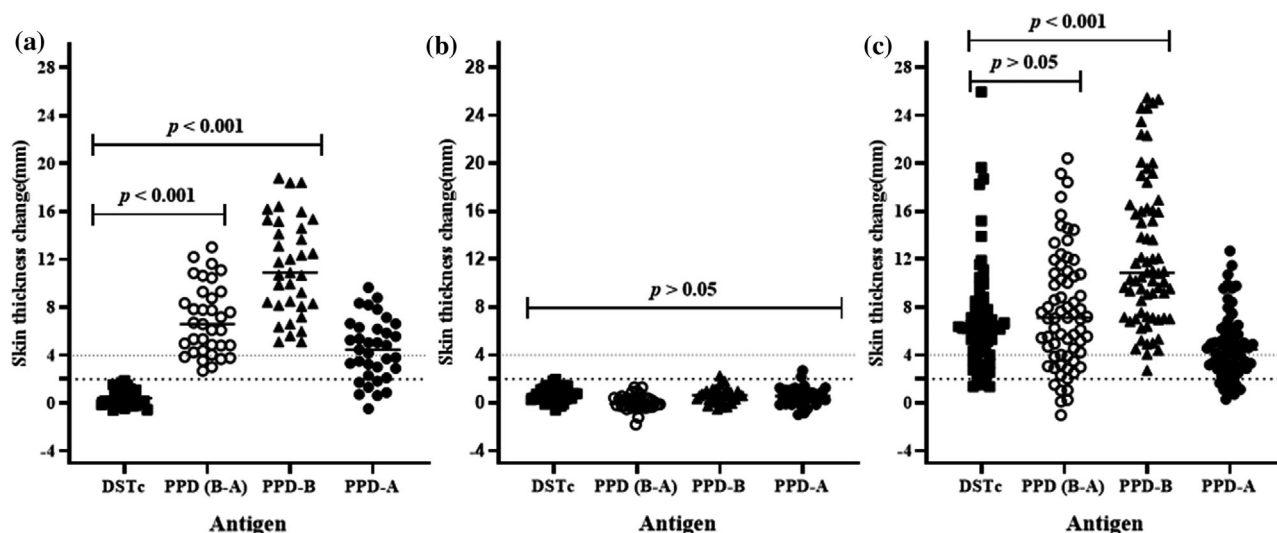 (a)
Skin thickness change(mm)
28
24
20
16
12
8
4
0
-4
p < 0.001
p < 0.001
DSTc PPD (B-A) PPD-B PPD-A
Antigen
(b)
Skin thickness change(mm)
28
24
20
16
12
8
4
0
-4
p > 0.05
DSTc PPD (B-A) PPD-B PPD-A
Antigen
(c)
Skin thickness change(mm)
28
24
20
16
12
8
4
0
-4
p < 0.001
p > 0.05
DSTc PPD (B-A) PPD-B PPD-A
Antigen